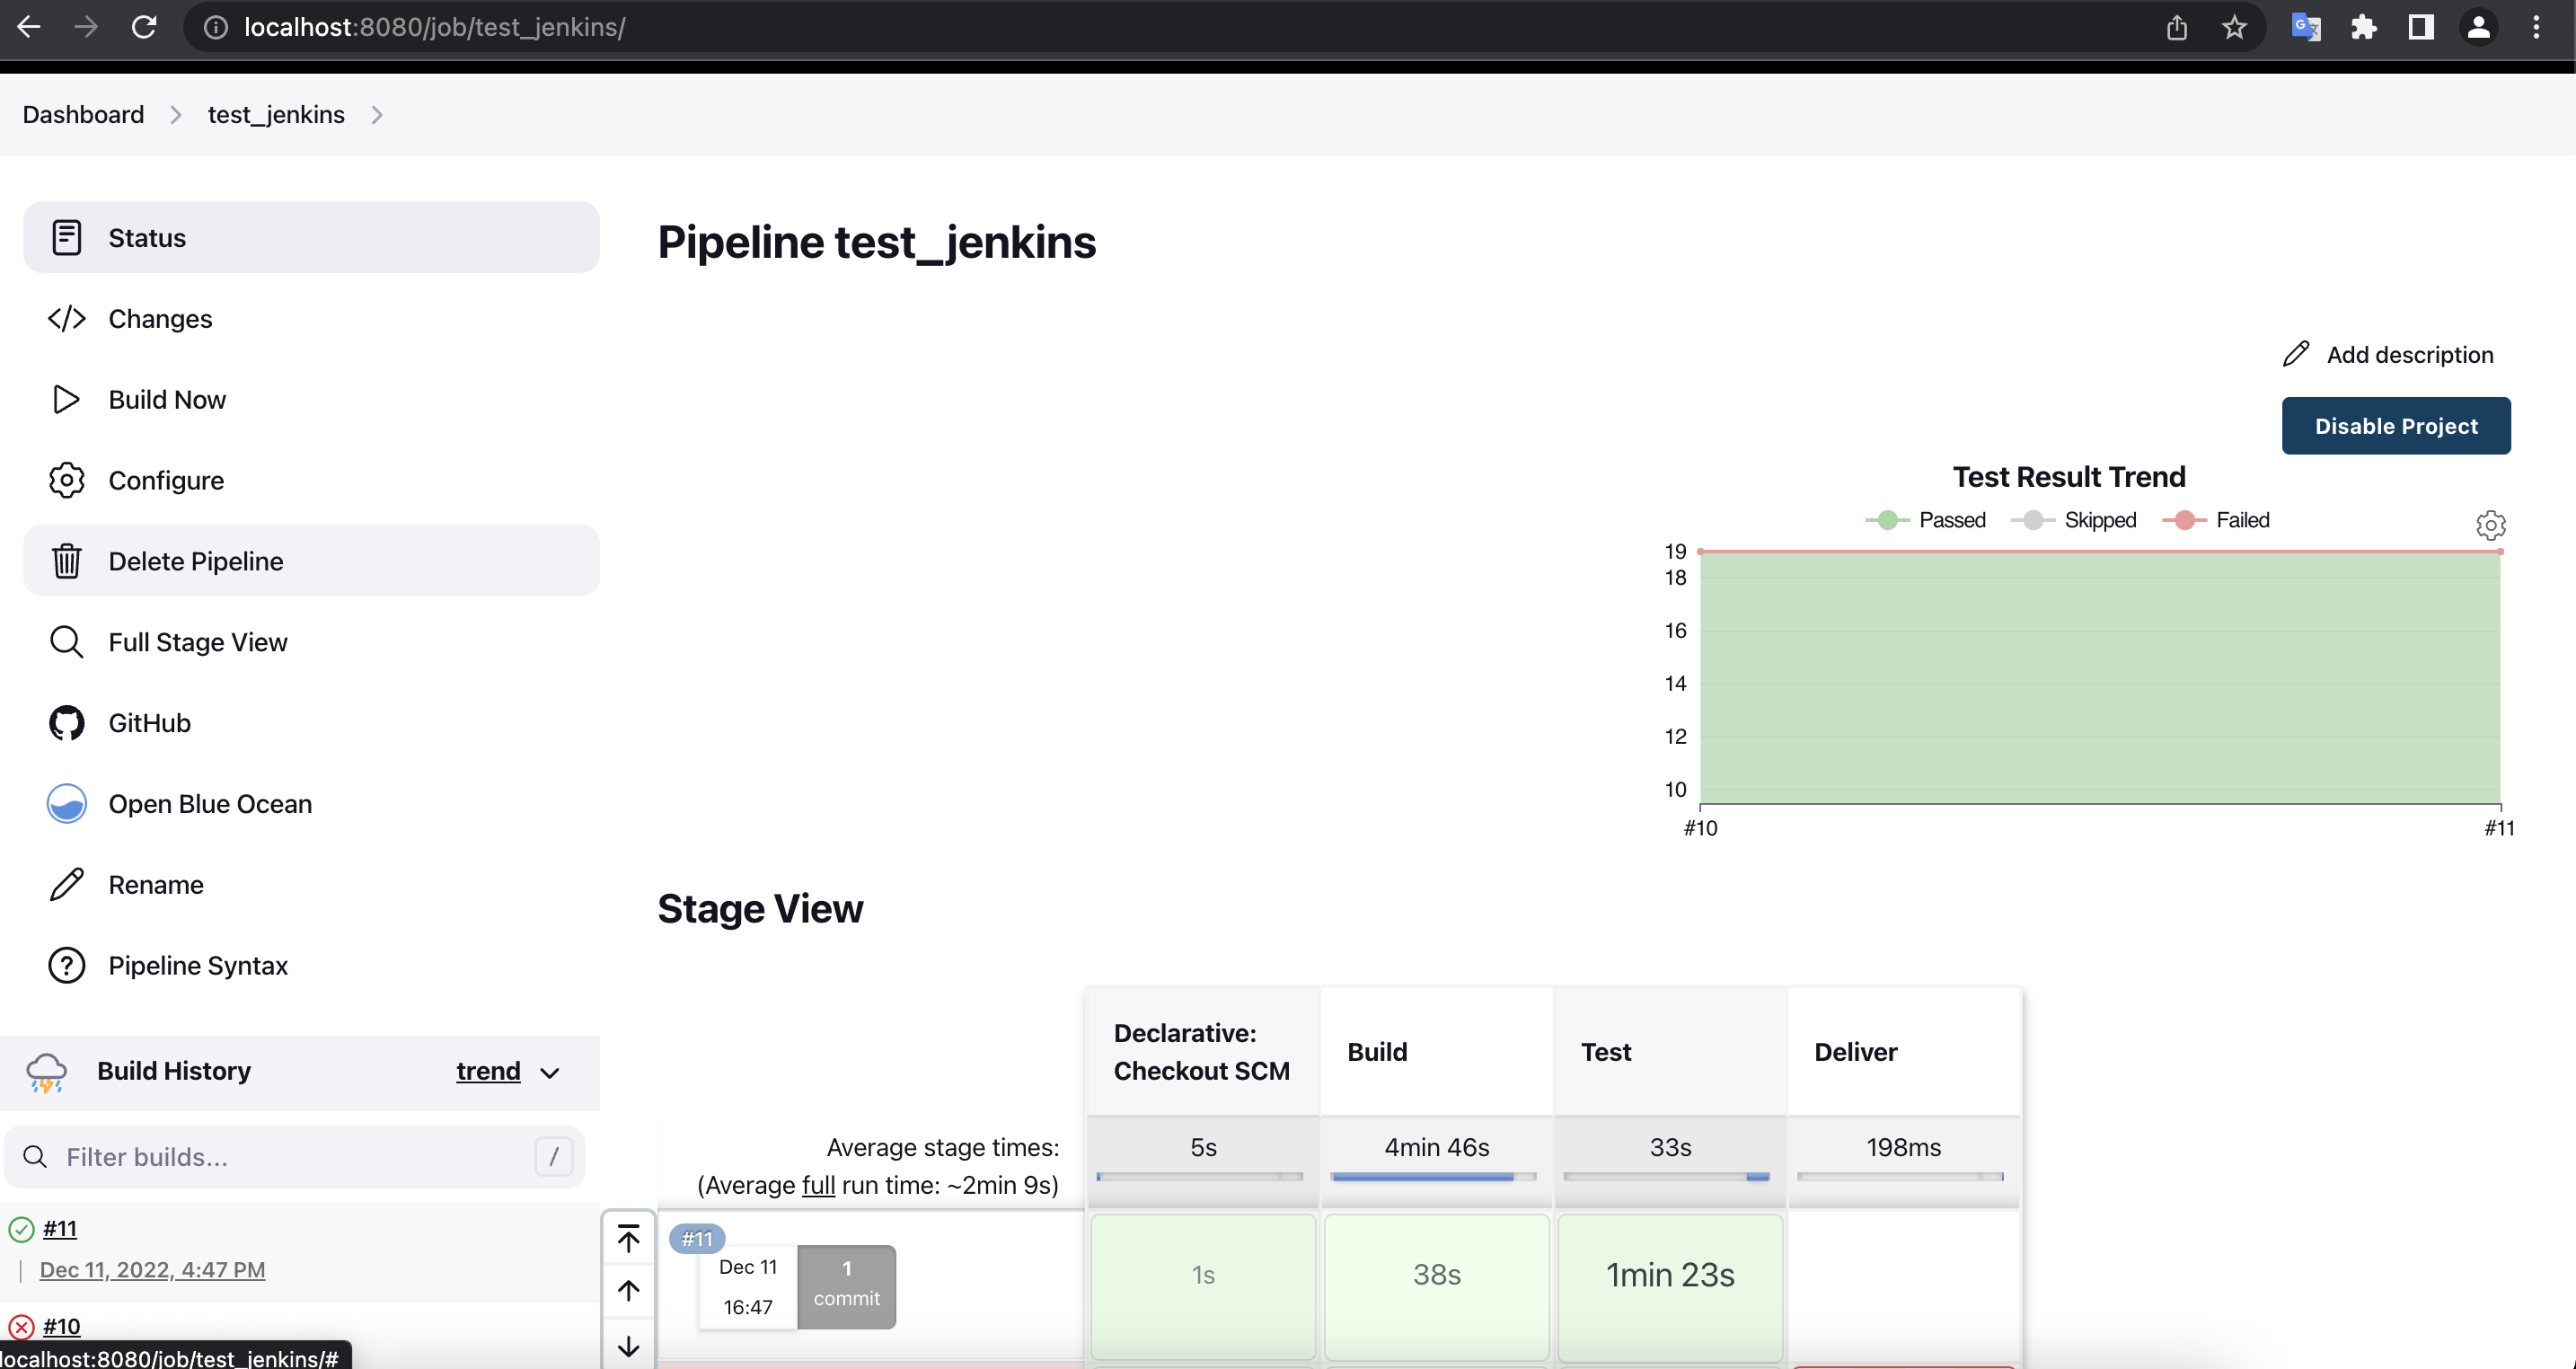 localhost:8080/job/test_jenkins/
Dashboard
test_jenkins
Status
Changes
Build Now
Configure
Delete Pipeline
Full Stage View
GitHub
Open Blue Ocean
Rename
Pipeline Syntax
Build History
trend
Filter builds...
/
#11
Dec 11, 2022, 4:47 PM
#10
localhost:8080/job/test_jenkins/#
Pipeline test_jenkins
Add description
Disable Project
Test Result Trend
Passed Skipped Failed
19
18
16
14
12
10
#10 #11
Stage View
Declarative:
Checkout SCM
Build
Test
Deliver
Average stage times:
(Average full run time: ~2min 9s)
5s
4min 46s
33s
198ms
#11
Dec 11
16:47
1
commit
1s
38s
1min 23s